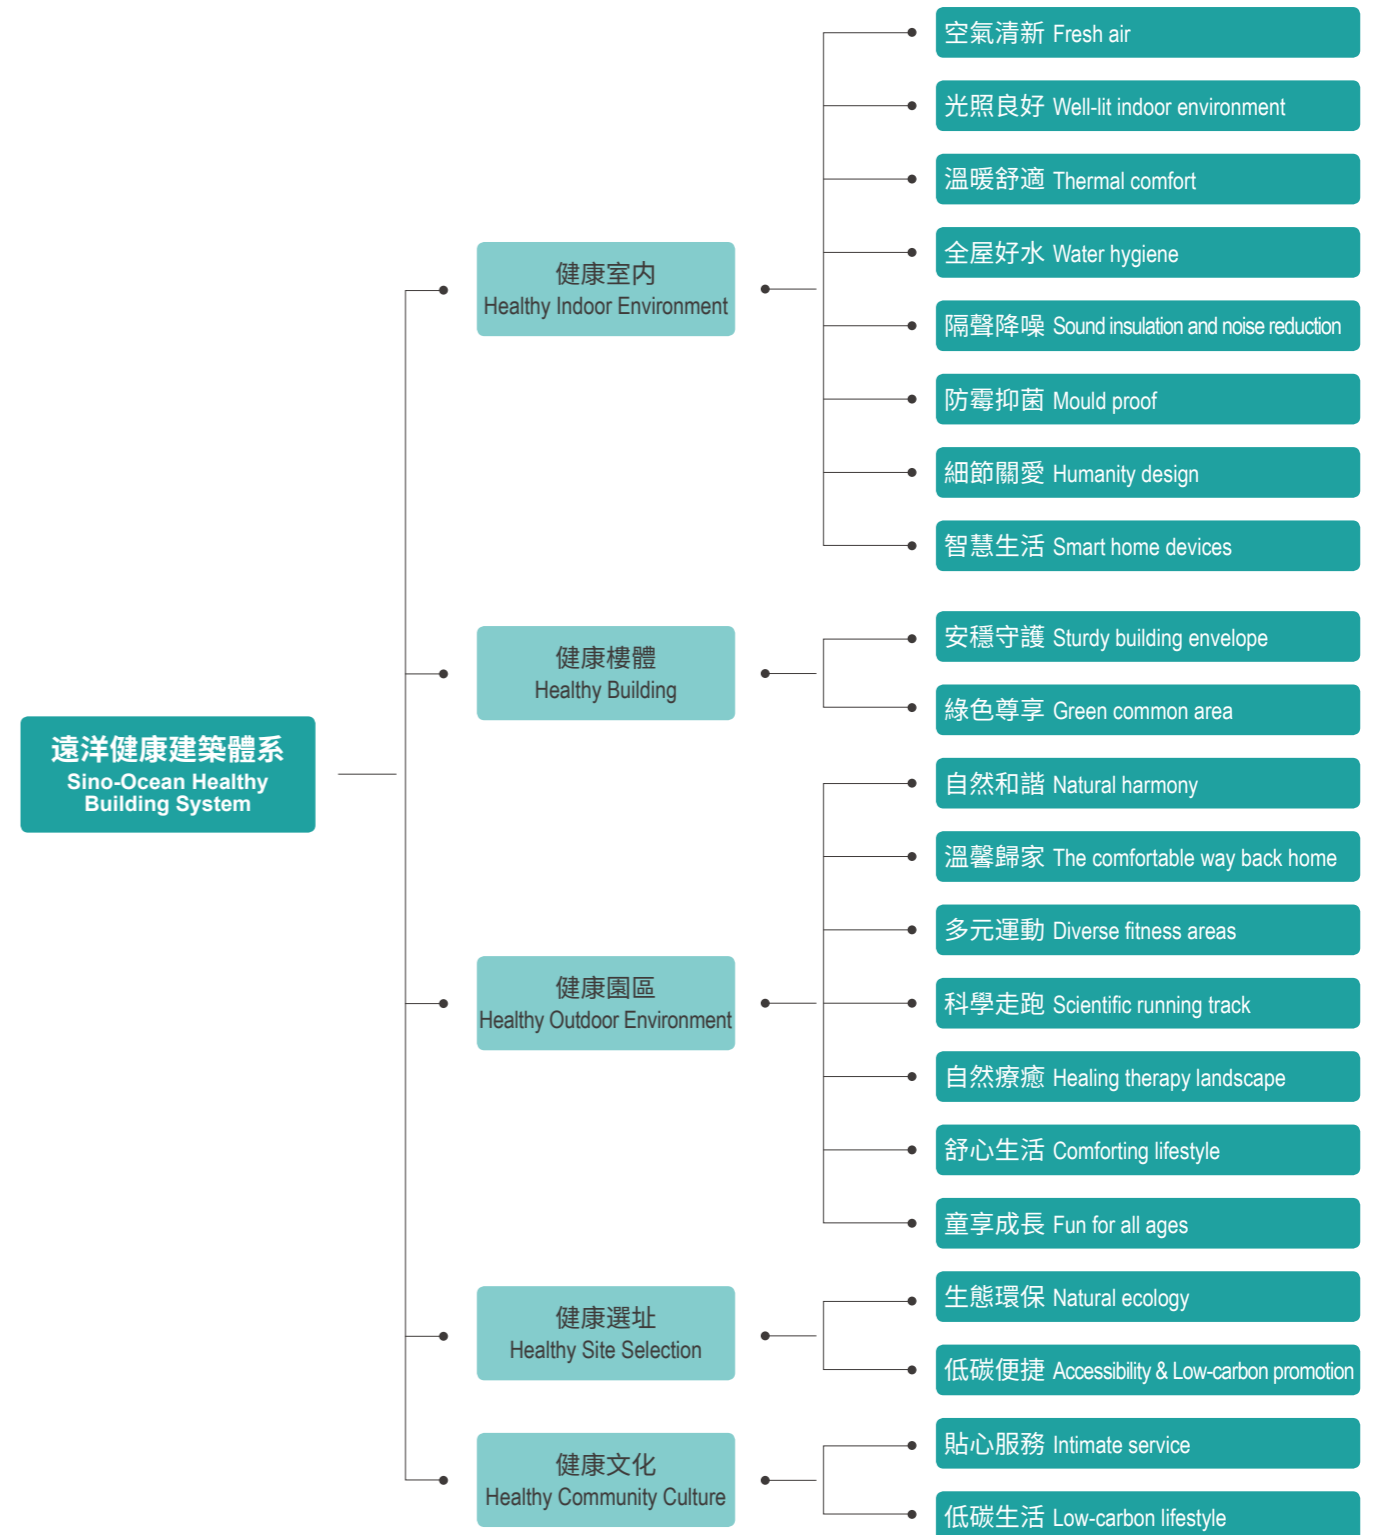 遠洋健康建築體系
Sino-Ocean Healthy
Building System
健康室内
Healthy Indoor Environment
空氣清新 Fresh air
光照良好 Well-lit indoor environment
溫暖舒適 Thermal comfort
全屋好水 Water hygiene
隔聲降噪 Sound insulation and noise reduction
防霉抑菌 Mould proof
細節關愛 Humanity design
智慧生活 Smart home devices
健康樓體
Healthy Building
安穩守護 Sturdy building envelope
綠色尊享 Green common area
健康園區
Healthy Outdoor Environment
自然和諧 Natural harmony
溫馨歸家 The comfortable way back home
多元運動 Diverse fitness areas
科學走跑 Scientific running track
自然療癒 Healing therapy landscape
舒心生活 Comforting lifestyle
童享成長 Fun for all ages
健康選址
Healthy Site Selection
生態環保 Natural ecology
低碳便捷 Accessibility & Low-carbon promotion
健康文化
Healthy Community Culture
貼心服務 Intimate service
低碳生活 Low-carbon lifestyle